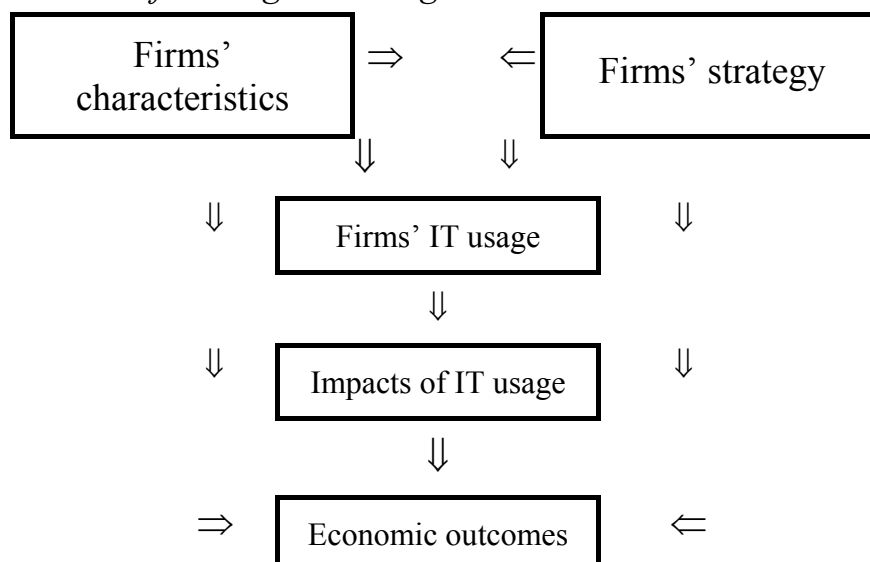 Firms’
characteristics
⇒ ⇐
Firms’ strategy
⇓ ⇓
⇓ ⇓
Firms’ IT usage
⇓
⇓ ⇓
Impacts of IT usage
⇓
⇒ ⇐
Economic outcomes